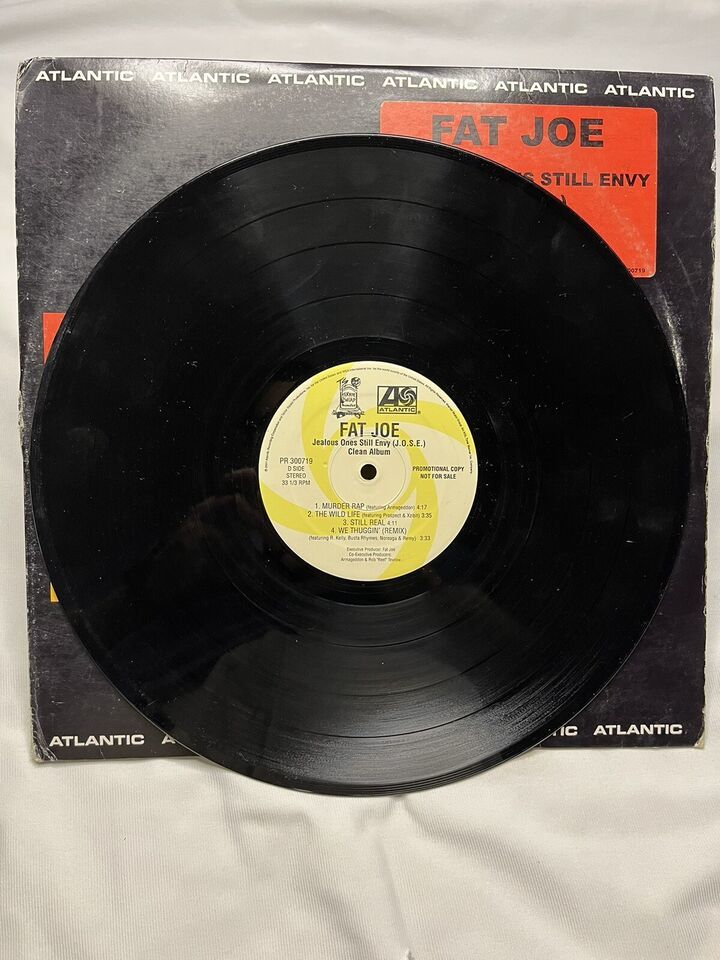 ATLANTIC ATLANTIC ATLANTIC ATLANTIC ATLANTIC ATLANTIC
FAT JOE
STILL ENVY
ATLANTIC
FAT JOE
Jealous Ones Still Envy (J.O.S.E.)
Clean Album
PR 300719
D SIDE
STEREO
33 1/3 RPM
PROMOTIONAL COPY
NOT FOR SALE
1. MURDER RAP (featuring Armageddon) 4:17
2. THE WILD LIFE (featuring Prospect & Xzibit) 3:35
3. STILL REAL 4:11
4. WE THUGGIN' (REMIX)
(featuring R. Kelly, Busta Rhymes, Noreaga & Remy) 3:33
Executive Producer: Fat Joe
Co-Executive Producers:
Armageddon & Rob "Reef" Tewlow
ATLANTIC A TIC ATLANTIC